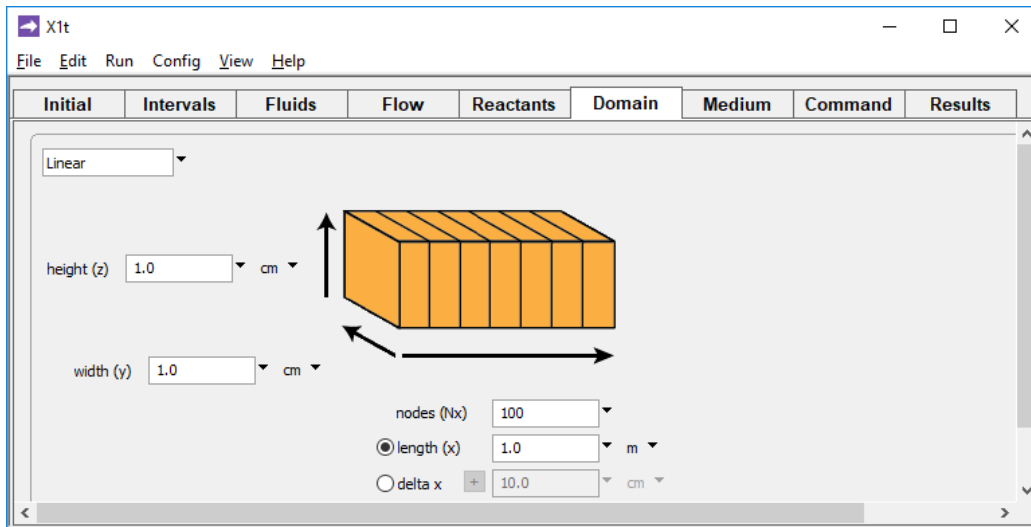 X1t
File Edit Run Config View Help
Initial Intervals Fluids Flow Reactants Domain Medium Command Results
Linear
height (z) 1.0 cm
width (y) 1.0 cm
nodes (Nx) 100
length (x) 1.0 m
delta x + 10.0 cm